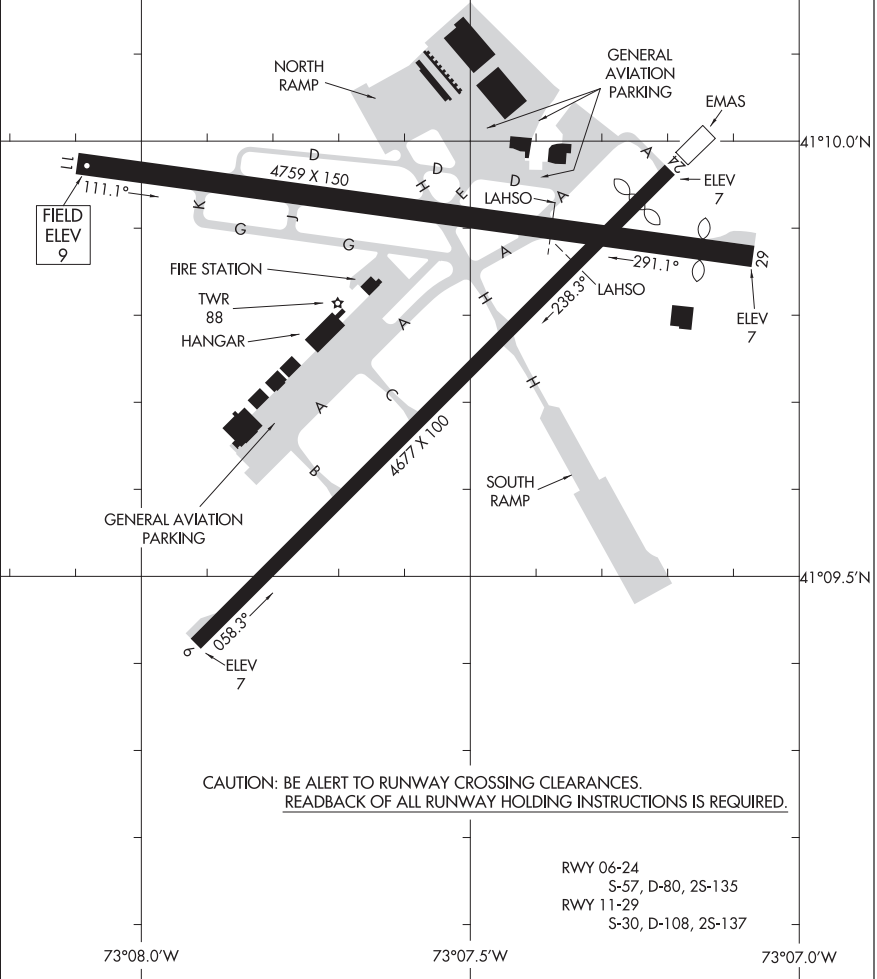 NORTH
RAMP
GENERAL
AVIATION
PARKING
EMAS
41°10.0'N
11
111.1°
4759 X 150
D
D
D
H
E
A
A
24
ELEV
7
LAHSO
FIELD
ELEV
9
K
J
G
G
A
H
291.1°
29
LAHSO
238.3°
ELEV
7
FIRE STATION
TWR
88
HANGAR
A
A
C
H
B
4677 X 100
SOUTH
RAMP
GENERAL AVIATION
PARKING
41°09.5'N
058.3°
6
ELEV
7
CAUTION: BE ALERT TO RUNWAY CROSSING CLEARANCES.
READBACK OF ALL RUNWAY HOLDING INSTRUCTIONS IS REQUIRED.
RWY 06-24
S-57, D-80, 2S-135
RWY 11-29
S-30, D-108, 2S-137
73°08.0'W
73°07.5'W
73°07.0'W